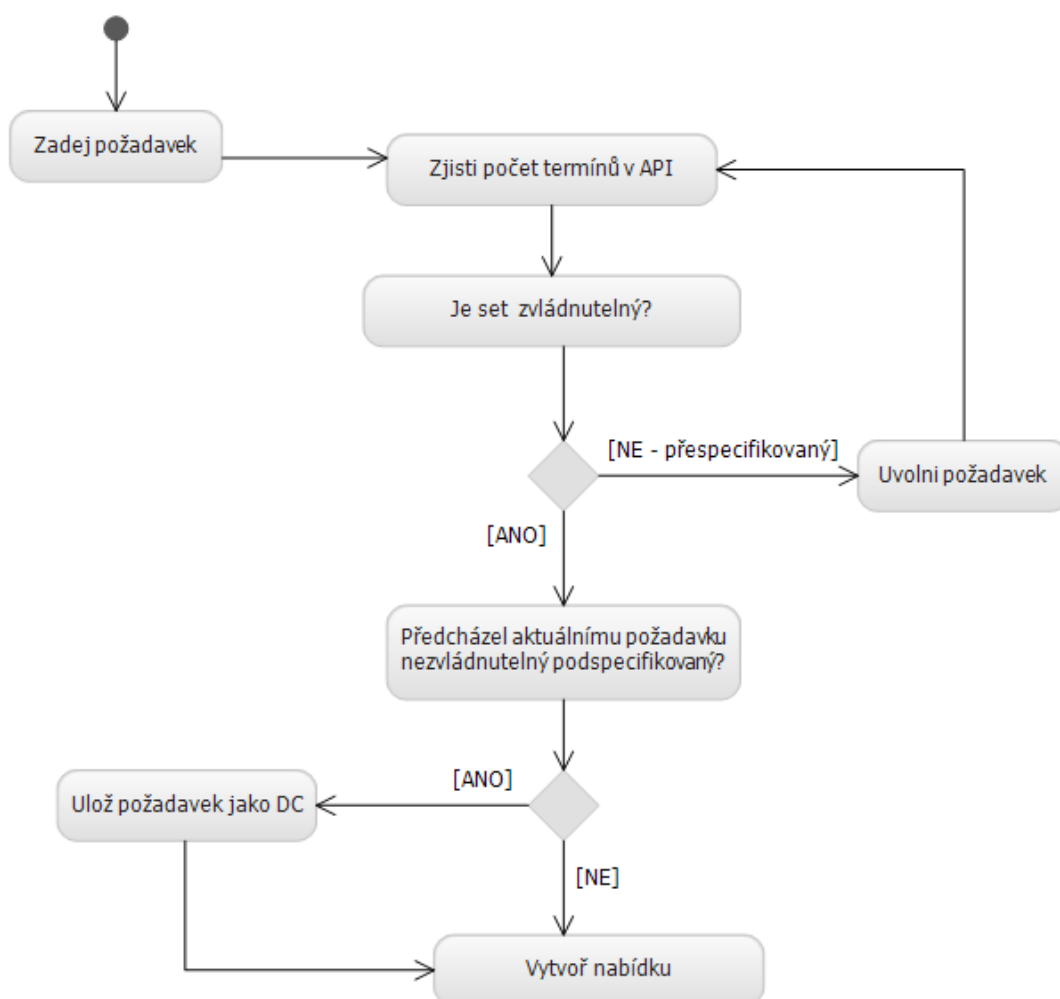 Zadej požadavek
Zjisti počet termínů v API
Je set zvládnutelný?
[NE - přespecifikovaný]
Uvolni požadavek
[ANO]
Předcházel aktuálnímu požadavku
nezvládnutelný podspecifikovaný?
[ANO]
Ulož požadavek jako DC
[NE]
Vytvoř nabídku